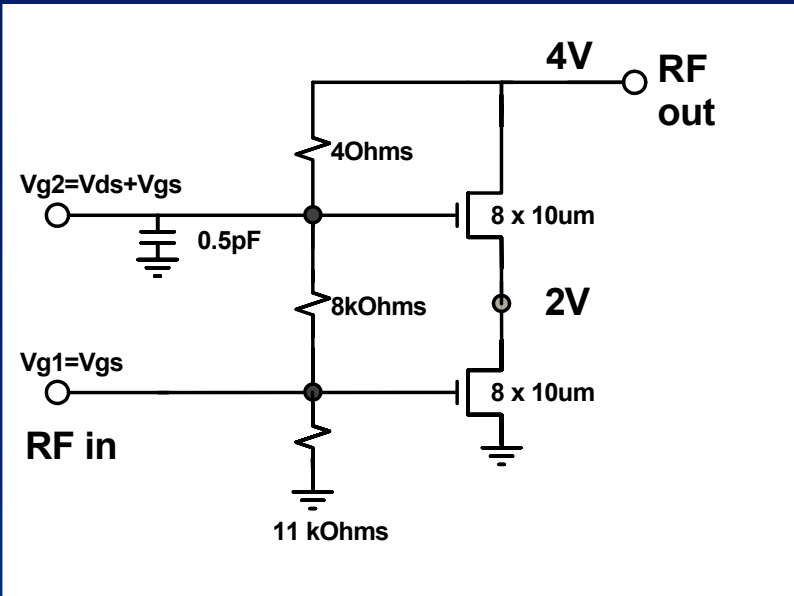 4V
RF
out
4Ohms
Vg2=Vds+Vgs
8 x 10um
0.5pF
2V
8kOhms
Vg1=Vgs
8 x 10um
RF in
11 kOhms